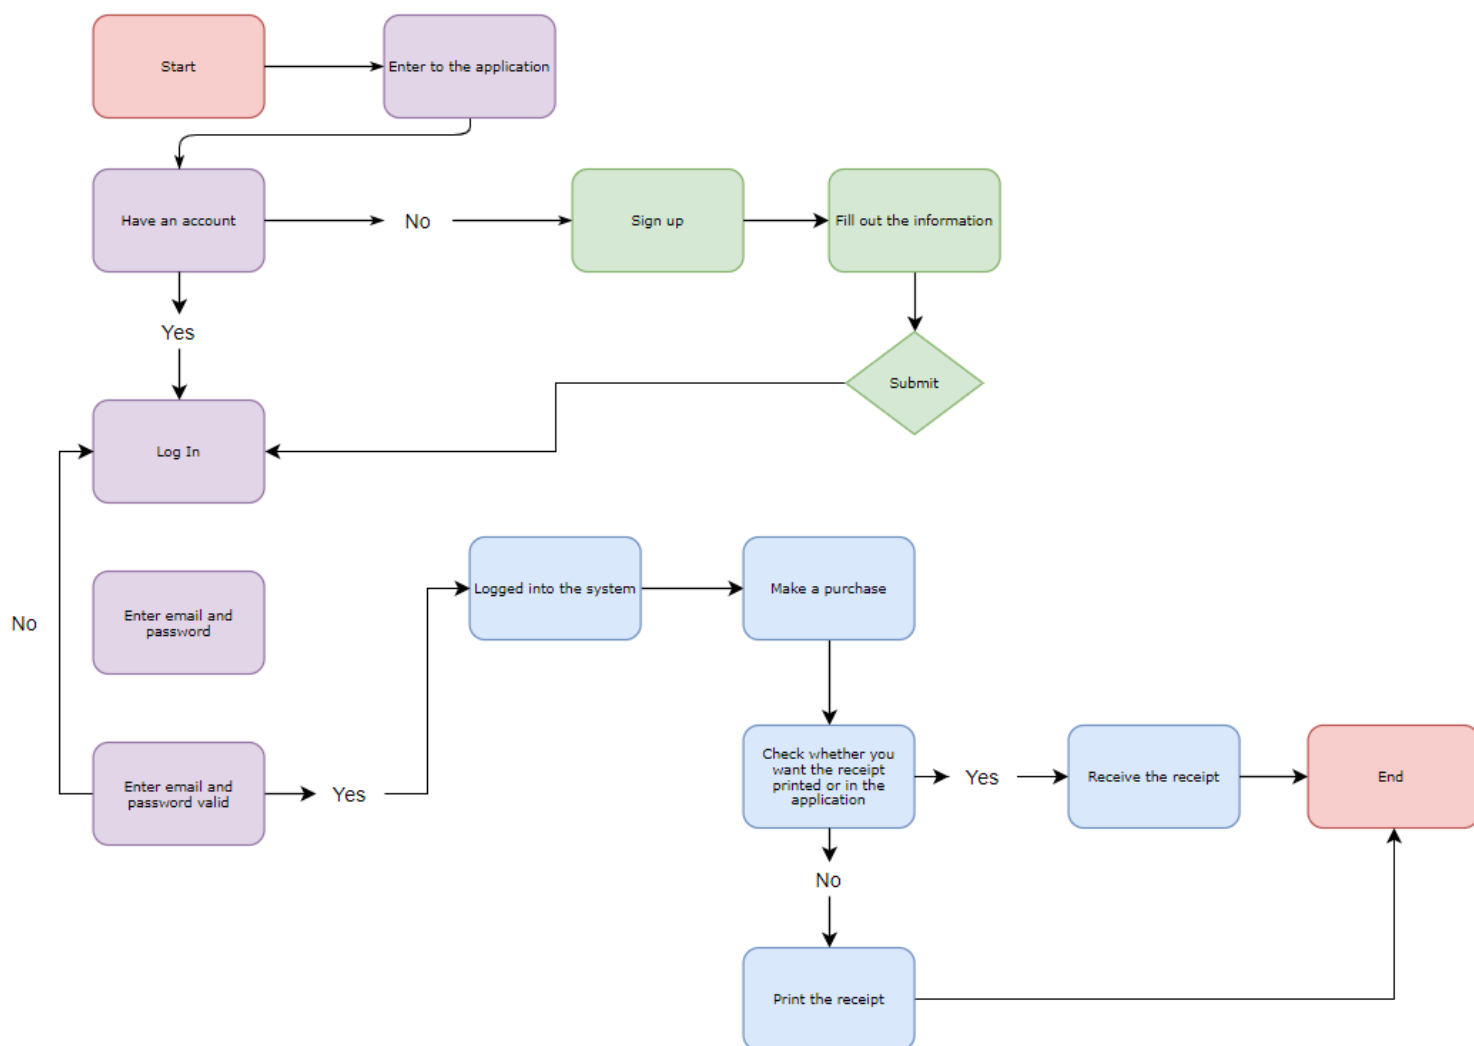 Start
Enter to the application
Have an account
No
Sign up
Fill out the information
Yes
Submit
Log In
Logged into the system
Make a purchase
Enter email and
password
No
Enter email and
password valid
Yes
Check whether you
want the receipt
printed or in the
application
Yes
Receive the receipt
End
No
Print the receipt